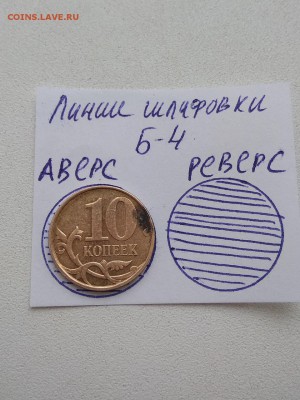 COINS.LAVE.RU
Линии шлифовки
Б-4
АВЕРС РЕВЕРС
10
КОПЕЕК